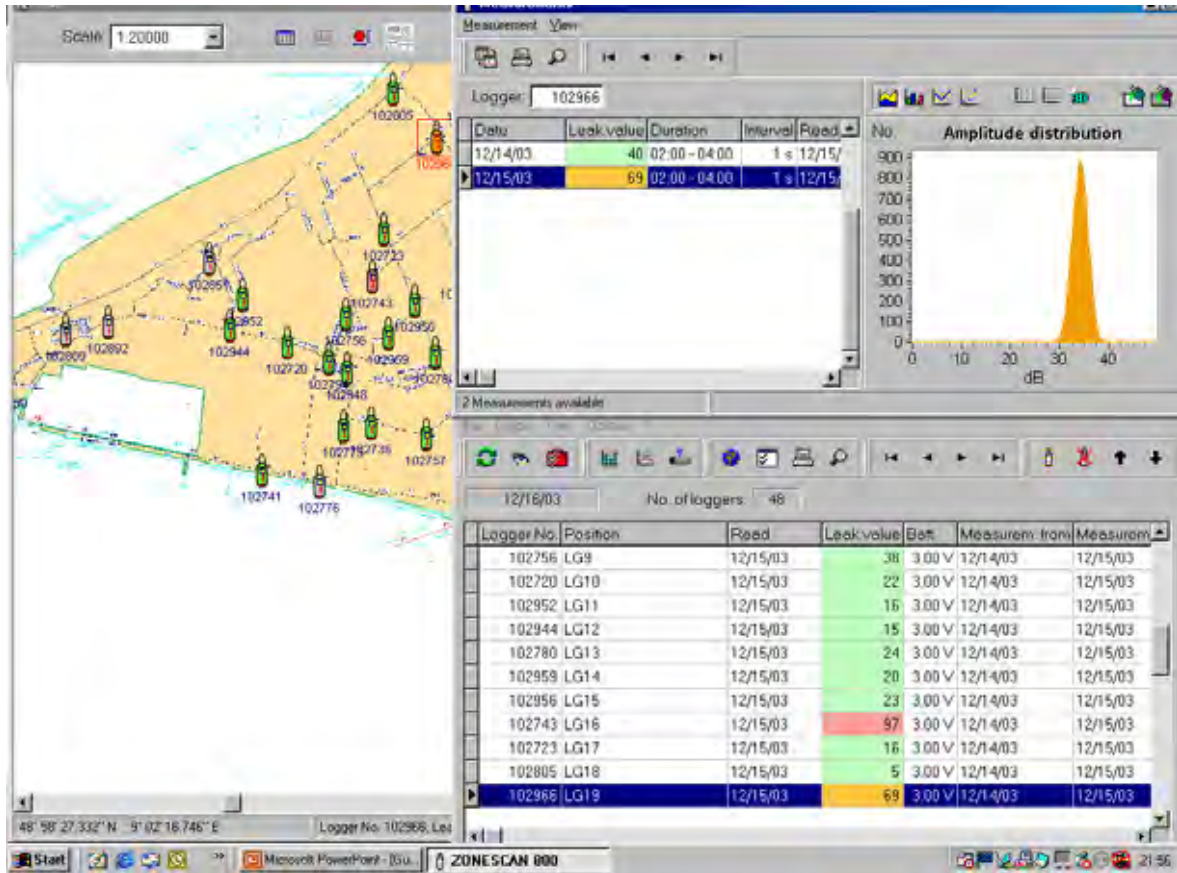 Scale 1:20000
102805
102723
102743
102952
102944
102720
102950
102756
102969
102948
102809
102892
102736
102757
102741
102776
48° 58' 27.332" N 9° 02' 16.746" E
Logger No. 102966, Lea
Measurement View
Logger: 102966
Date Leak value Duration Interval Read
12/14/03 40 02:00 - 04:00 1 s 12/15/
12/15/03 69 02:00 - 04:00 1 s 12/15/
2 Measurements available
No. Amplitude distribution
900
800
700
600
500
400
300
200
100
0
0 10 20 30 40
dB
12/16/03 No. of loggers 48
Logger No. Position Read Leak value Batt Measurem. from Measurem
102756 LG9 12/15/03 38 3.00 V 12/14/03 12/15/03
102720 LG10 12/15/03 22 3.00 V 12/14/03 12/15/03
102952 LG11 12/15/03 16 3.00 V 12/14/03 12/15/03
102944 LG12 12/15/03 15 3.00 V 12/14/03 12/15/03
102780 LG13 12/15/03 24 3.00 V 12/14/03 12/15/03
102959 LG14 12/15/03 20 3.00 V 12/14/03 12/15/03
102956 LG15 12/15/03 23 3.00 V 12/14/03 12/15/03
102743 LG16 12/15/03 97 3.00 V 12/14/03 12/15/03
102723 LG17 12/15/03 16 3.00 V 12/14/03 12/15/03
102805 LG18 12/15/03 5 3.00 V 12/14/03 12/15/03
102966 LG19 12/15/03 69 3.00 V 12/14/03 12/15/03
Start
Microsoft PowerPoint - [Gu...
ZONESCAN 800
21:56